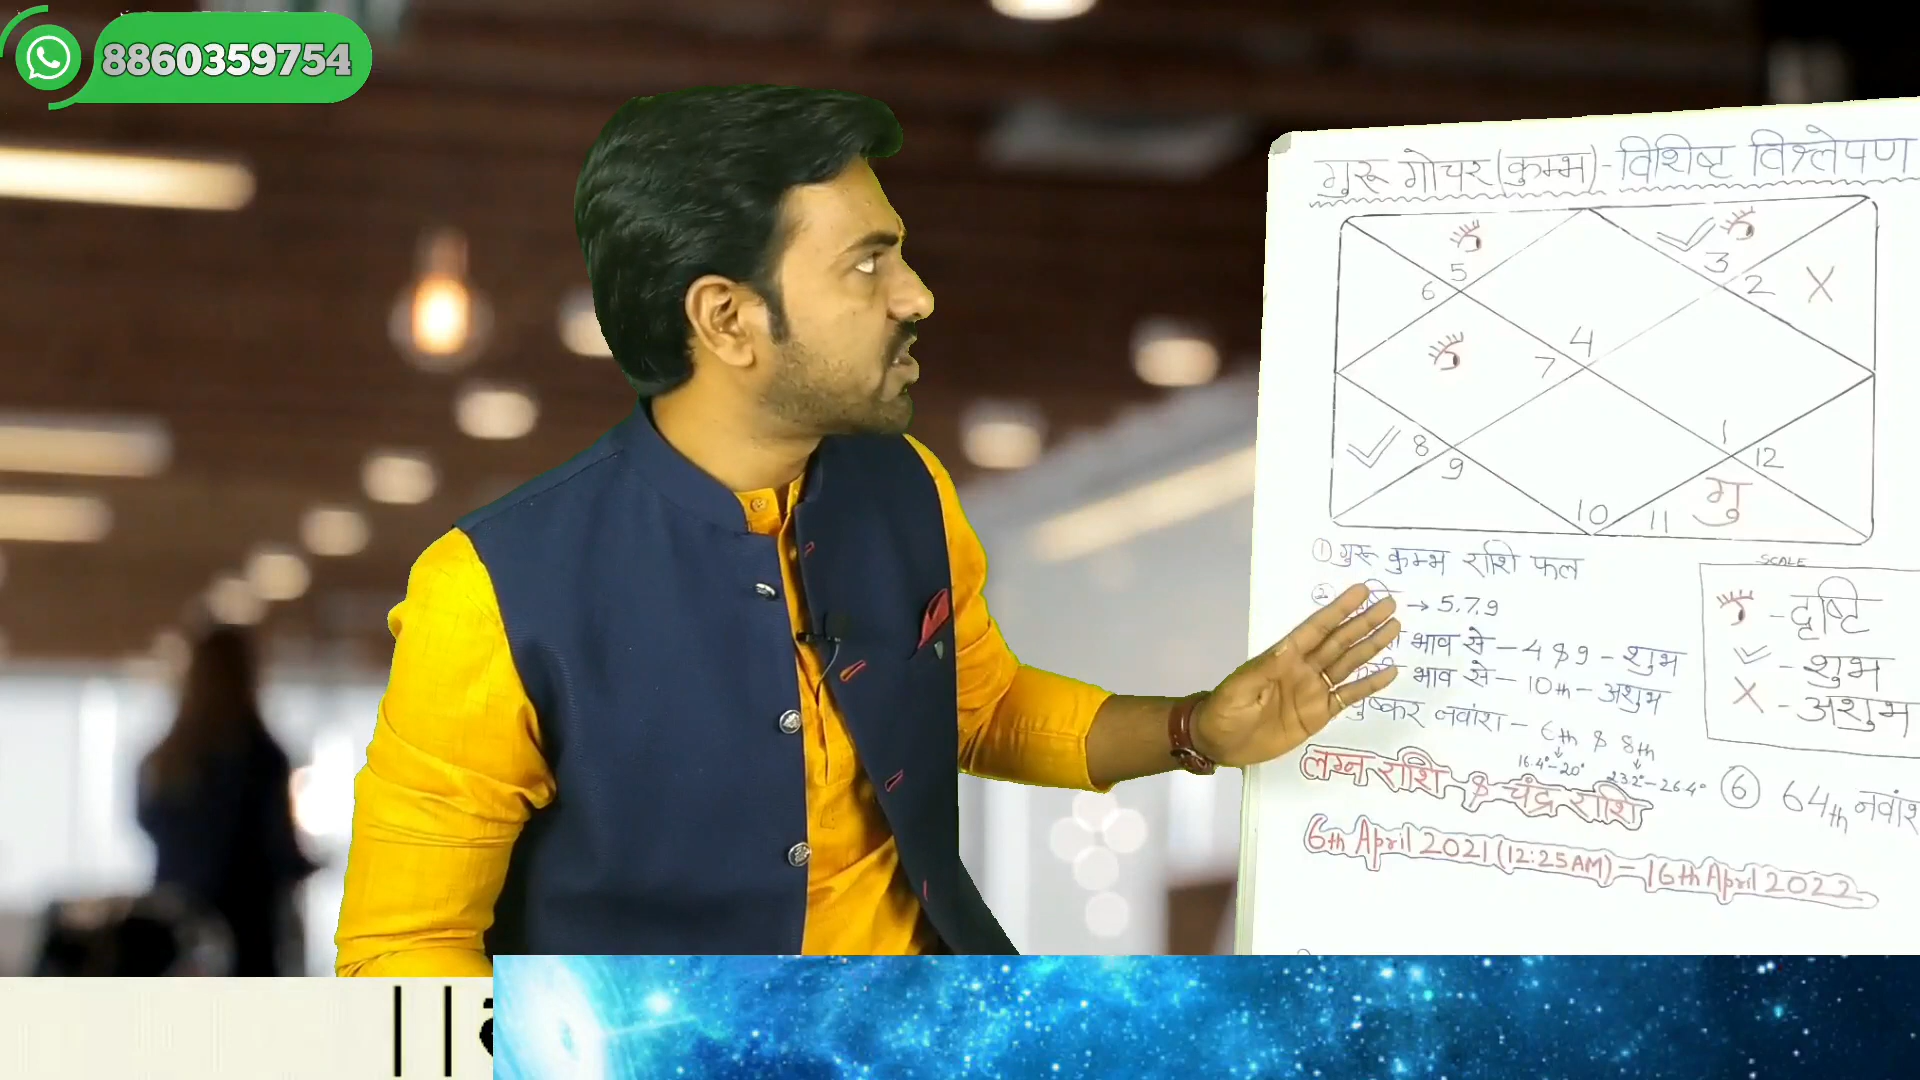 8860359754
गुरू गोचर (कुम्भ) - विशिष्ट विश्लेषण
5
3
6
2
X
4
7
8
1
9
12
गु
10
11
① गुरू कुम्भ राशि फल
SCALE
② → 5.7.9
- दृष्टि
भाव से - 4 & 9 - शुभ
- शुभ
भाव से - 10th - अशुभ
X - अशुभ
पुष्कर नवांश - 6th & 8th
16.4° - 20° 23.2° - 26.4°
लग्न राशि & चंद्र राशि
⑥ 64th नवांश
6th April 2021 (12:25 AM) - 16th April 2022
||